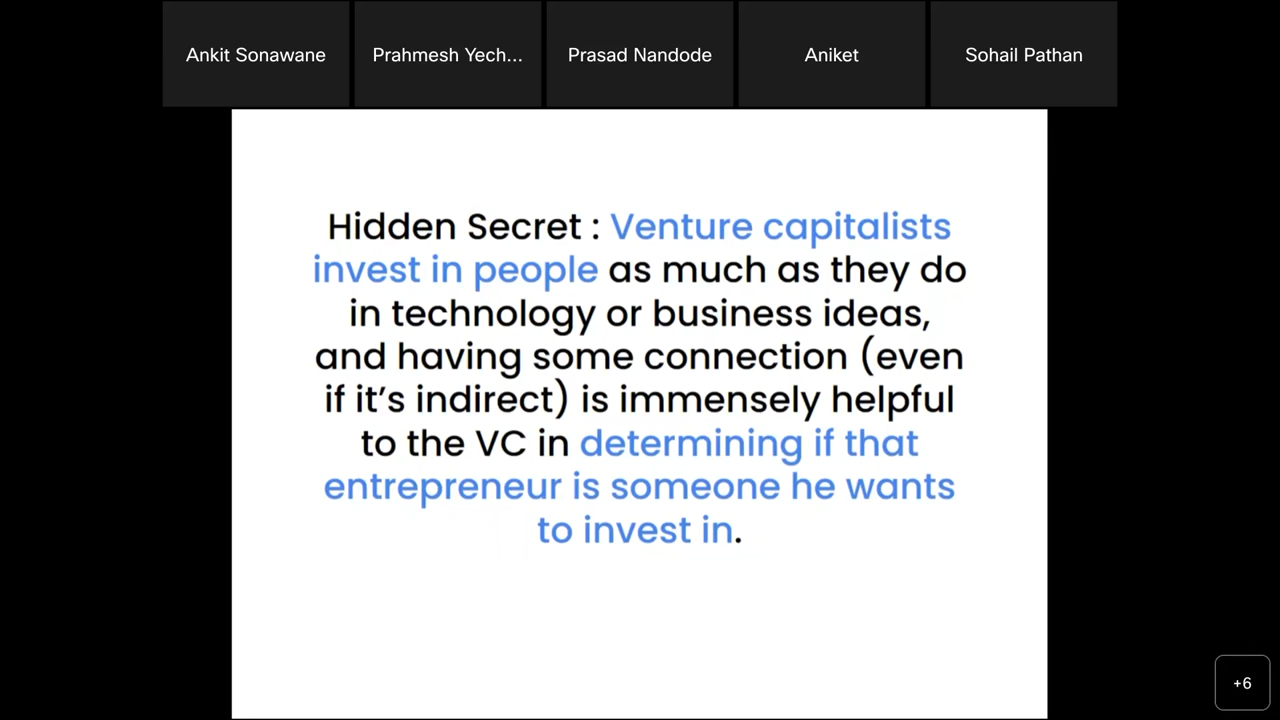 Ankit Sonawane
Prahmesh Yech...
Prasad Nandode
Aniket
Sohail Pathan
Hidden Secret : Venture capitalists
invest in people as much as they do
in technology or business ideas,
and having some connection (even
if it’s indirect) is immensely helpful
to the VC in determining if that
entrepreneur is someone he wants
to invest in.
+6